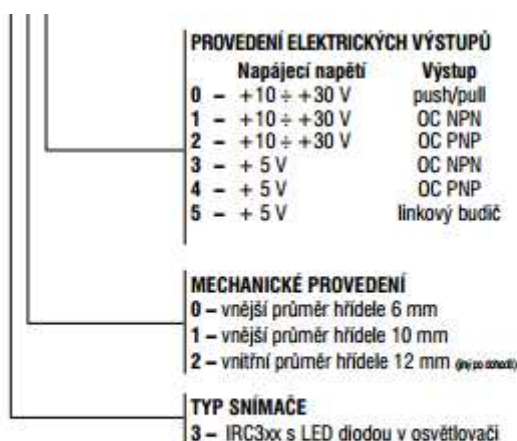 PROVEDENÍ ELEKTRICKÝCH VÝSTUPŮ
Napájecí napětí Výstup
0 – +10 ÷ +30 V push/pull
1 – +10 ÷ +30 V OC NPN
2 – +10 ÷ +30 V OC PNP
3 – + 5 V OC NPN
4 – + 5 V OC PNP
5 – + 5 V linkový budič
MECHANICKÉ PROVEDENÍ
0 – vnější průměr hřídele 6 mm
1 – vnější průměr hřídele 10 mm
2 – vnitřní průměr hřídele 12 mm (jiný po dohodě)
TYP SNÍMAČE
3 – IRC3xx s LED diodou v osvětlovači